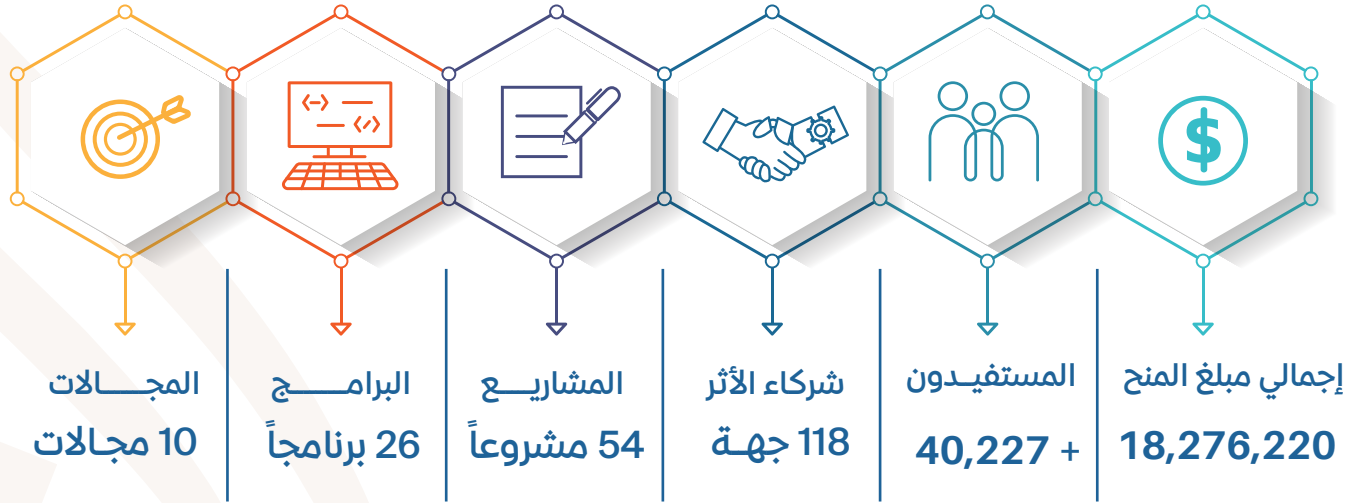 إجمالي مبلغ المنح
18,276,220
المستفيدون
+ 40,227
شركاء الأثر
118 جهة
المشاريع
54 مشروعاً
البرامج
26 برنامجاً
المجالات
10 مجالات